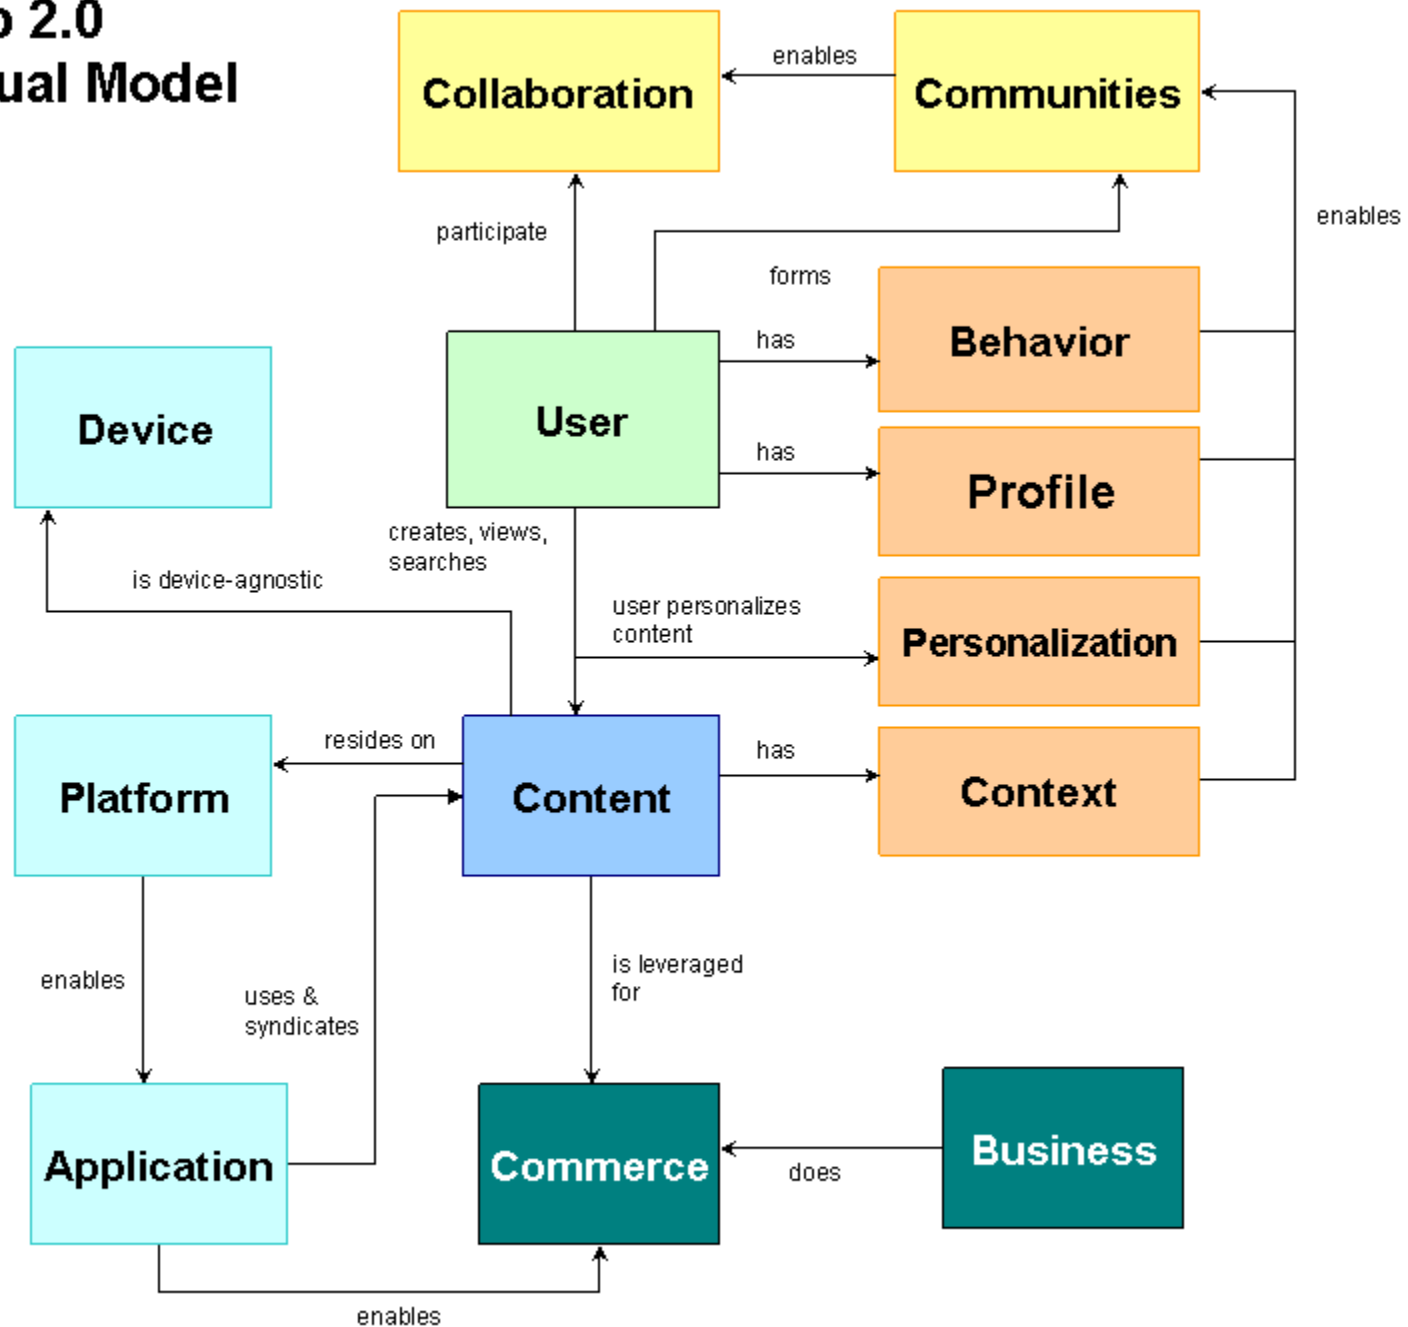 2.0
Model
Collaboration
enables
Communities
participate
enables
forms
has
Behavior
Device
User
has
Profile
creates, views,
searches
is device-agnostic
user personalizes
content
Personalization
resides on
has
Platform
Content
Context
enables
uses &
syndicates
is leveraged
for
Application
Commerce
does
Business
enables